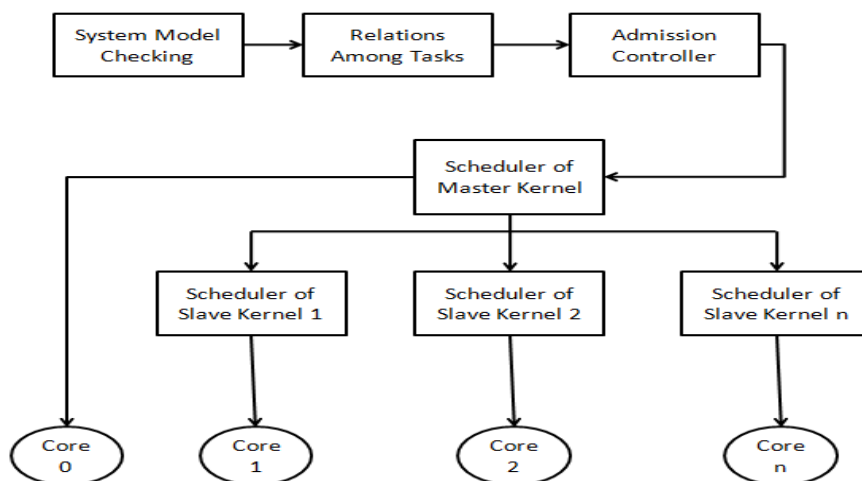 System Model
Checking
Relations
Among Tasks
Admission
Controller
Scheduler of
Master Kernel
Scheduler of
Slave Kernel 1
Scheduler of
Slave Kernel 2
Scheduler of
Slave Kernel n
Core
0
Core
1
Core
2
Core
n